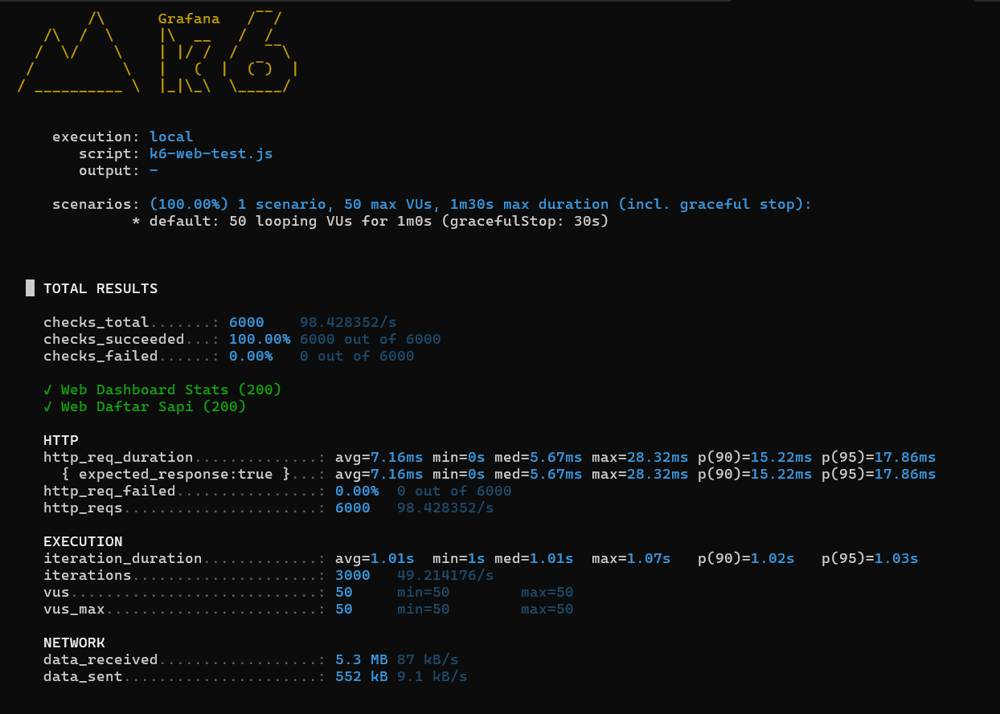 Grafana
execution: local
script: k6-web-test.js
output: -
scenarios: (100.00%) 1 scenario, 50 max VUs, 1m30s max duration (incl. graceful stop):
* default: 50 looping VUs for 1m0s (gracefulStop: 30s)
█ TOTAL RESULTS
checks_total.......: 6000    98.428352/s
checks_succeeded...: 100.00% 6000 out of 6000
checks_failed......: 0.00%   0 out of 6000
✓ Web Dashboard Stats (200)
✓ Web Daftar Sapi (200)
HTTP
http_req_duration..............: avg=7.16ms min=0s med=5.67ms max=28.32ms p(90)=15.22ms p(95)=17.86ms
{ expected_response:true }...: avg=7.16ms min=0s med=5.67ms max=28.32ms p(90)=15.22ms p(95)=17.86ms
http_req_failed................: 0.00%  0 out of 6000
http_reqs......................: 6000   98.428352/s
EXECUTION
iteration_duration.............: avg=1.01s  min=1s med=1.01s  max=1.07s   p(90)=1.02s   p(95)=1.03s
iterations.....................: 3000   49.214176/s
vus............................: 50     min=50        max=50
vus_max........................: 50     min=50        max=50
NETWORK
data_received..................: 5.3 MB 87 kB/s
data_sent......................: 552 kB 9.1 kB/s